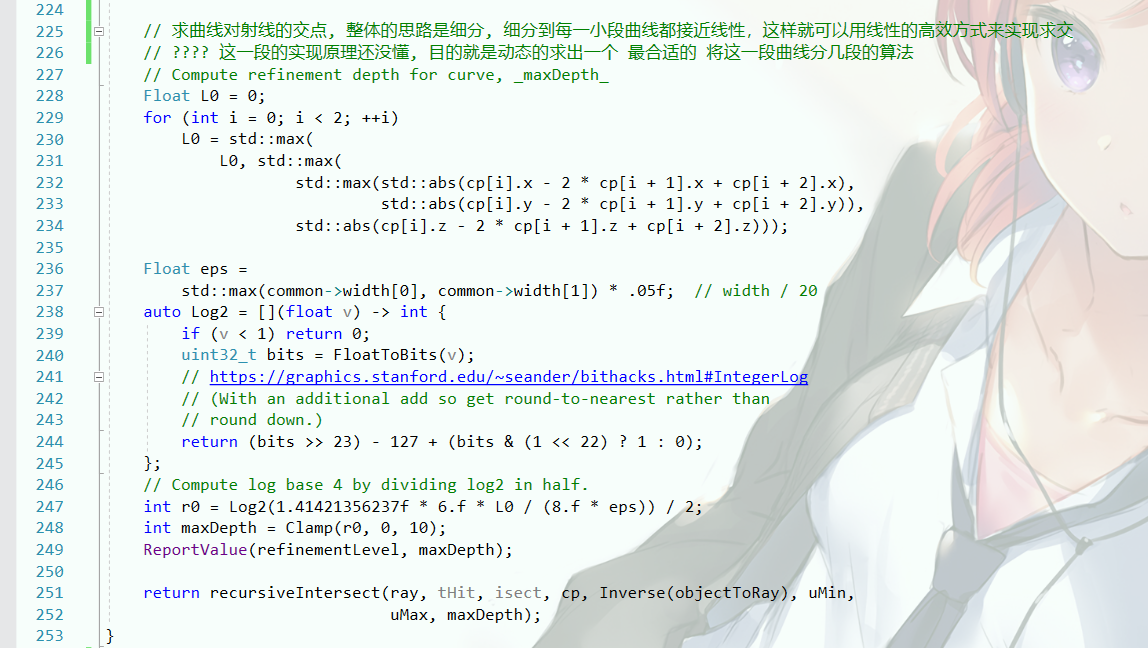 224
225 // 求曲线对射线的交点, 整体的思路是细分, 细分到每一小段曲线都接近线性, 这样就可以用线性的高效方式来实现求交
226 // ???? 这一段的实现原理还没懂, 目的就是动态的求出一个 最合适的 将这一段曲线分几段的算法
227 // Compute refinement depth for curve, _maxDepth_
228 Float L0 = 0;
229 for (int i = 0; i < 2; ++i)
230 L0 = std::max(
231 L0, std::max(
232 std::max(std::abs(cp[i].x - 2 * cp[i + 1].x + cp[i + 2].x),
233 std::abs(cp[i].y - 2 * cp[i + 1].y + cp[i + 2].y)),
234 std::abs(cp[i].z - 2 * cp[i + 1].z + cp[i + 2].z)));
235
236 Float eps =
237 std::max(common->width[0], common->width[1]) * .05f; // width / 20
238 auto Log2 = [](float v) -> int {
239 if (v < 1) return 0;
240 uint32_t bits = FloatToBits(v);
241 // https://graphics.stanford.edu/~seander/bithacks.html#IntegerLog
242 // (With an additional add so get round-to-nearest rather than
243 // round down.)
244 return (bits >> 23) - 127 + (bits & (1 << 22) ? 1 : 0);
245 };
246 // Compute log base 4 by dividing log2 in half.
247 int r0 = Log2(1.41421356237f * 6.f * L0 / (8.f * eps)) / 2;
248 int maxDepth = Clamp(r0, 0, 10);
249 ReportValue(refinementLevel, maxDepth);
250
251 return recursiveIntersect(ray, tHit, isect, cp, Inverse(objectToRay), uMin,
252 uMax, maxDepth);
253 }